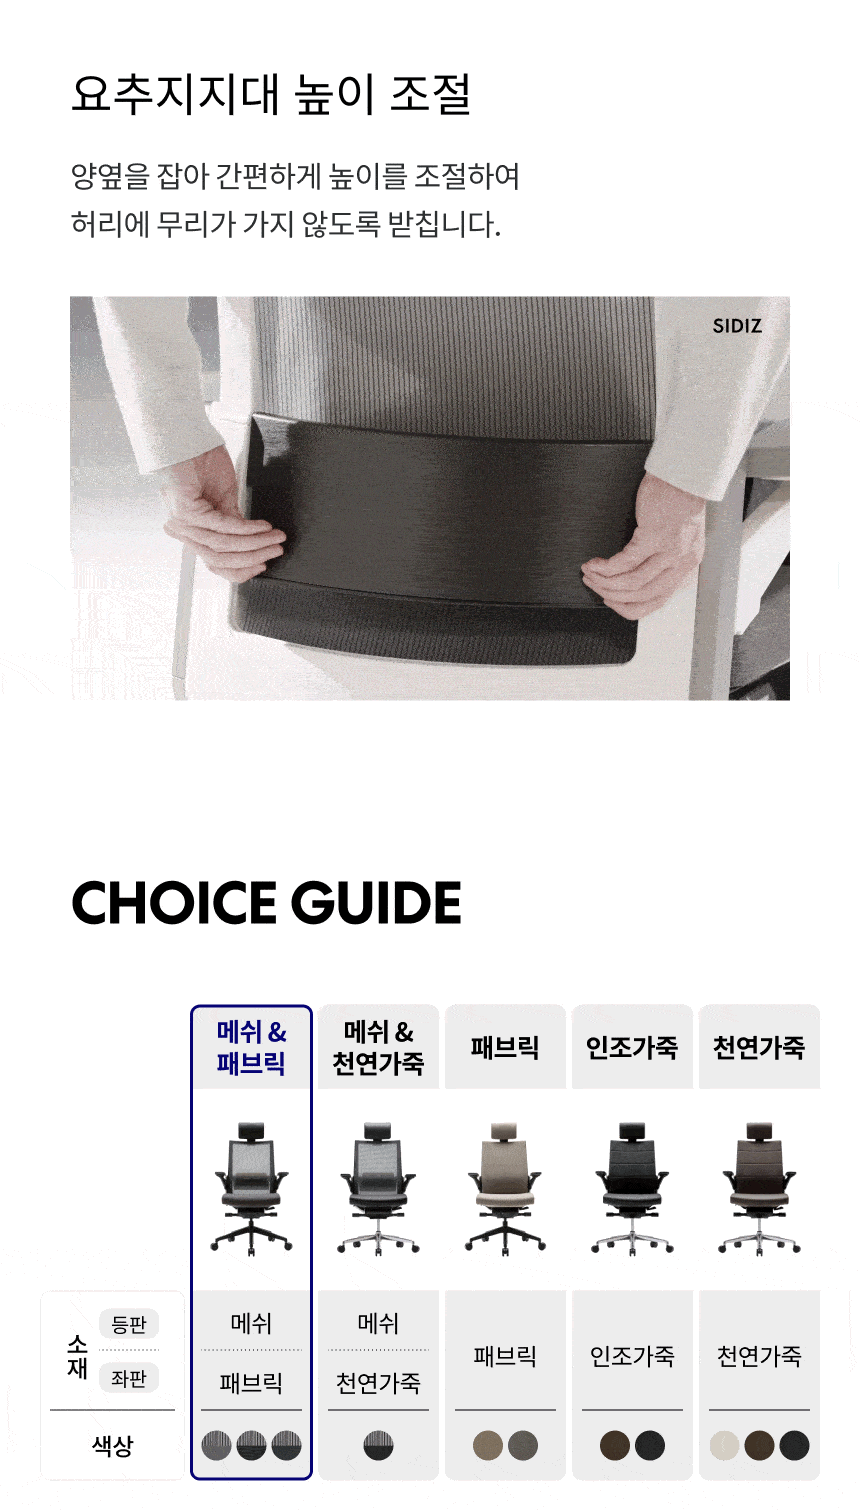 요추지지대 높이 조절
양옆을 잡아 간편하게 높이를 조절하여
허리에 무리가 가지 않도록 받칩니다.
SIDIZ
CHOICE GUIDE
메쉬 &
패브릭
메쉬 &
천연가죽
패브릭
인조가죽
천연가죽
소재
등판
메쉬
메쉬
좌판
패브릭
천연가죽
패브릭
인조가죽
천연가죽
색상